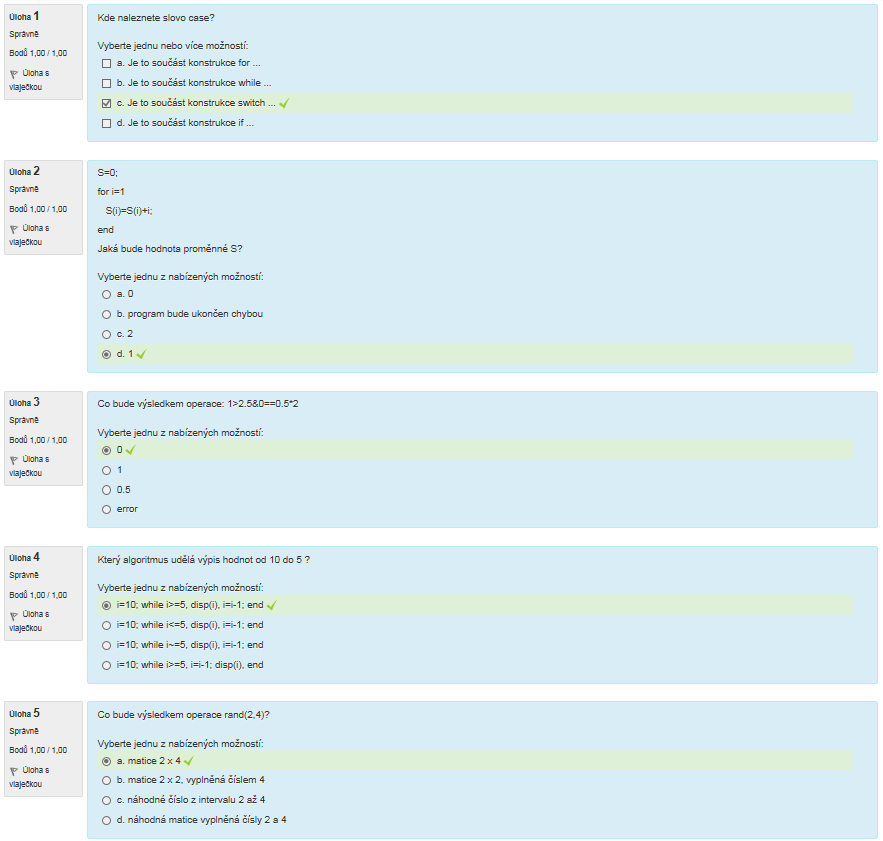 Úloha 1
Správně
Bodů 1,00 / 1,00
Úloha s
vlaječkou
Kde naleznete slovo case?
Vyberte jednu nebo více možností:
a. Je to součást konstrukce for ...
b. Je to součást konstrukce while ...
c. Je to součást konstrukce switch ...
d. Je to součást konstrukce if ...
Úloha 2
Správně
Bodů 1,00 / 1,00
Úloha s
vlaječkou
S=0;
for i=1
S(i)=S(i)+i;
end
Jaká bude hodnota proměnné S?
Vyberte jednu z nabízených možností:
a. 0
b. program bude ukončen chybou
c. 2
d. 1
Úloha 3
Správně
Bodů 1,00 / 1,00
Úloha s
vlaječkou
Co bude výsledkem operace: 1>2.5&0==0.5*2
Vyberte jednu z nabízených možností:
0
1
0.5
error
Úloha 4
Správně
Bodů 1,00 / 1,00
Úloha s
vlaječkou
Který algoritmus udělá výpis hodnot od 10 do 5 ?
Vyberte jednu z nabízených možností:
i=10; while i>=5, disp(i), i=i-1; end
i=10; while i<=5, disp(i), i=i-1; end
i=10; while i~=5, disp(i), i=i-1; end
i=10; while i>=5, i=i-1; disp(i), end
Úloha 5
Správně
Bodů 1,00 / 1,00
Úloha s
vlaječkou
Co bude výsledkem operace rand(2,4)?
Vyberte jednu z nabízených možností:
a. matice 2 x 4
b. matice 2 x 2, vyplněná číslem 4
c. náhodné číslo z intervalu 2 až 4
d. náhodná matice vyplněná čísly 2 a 4